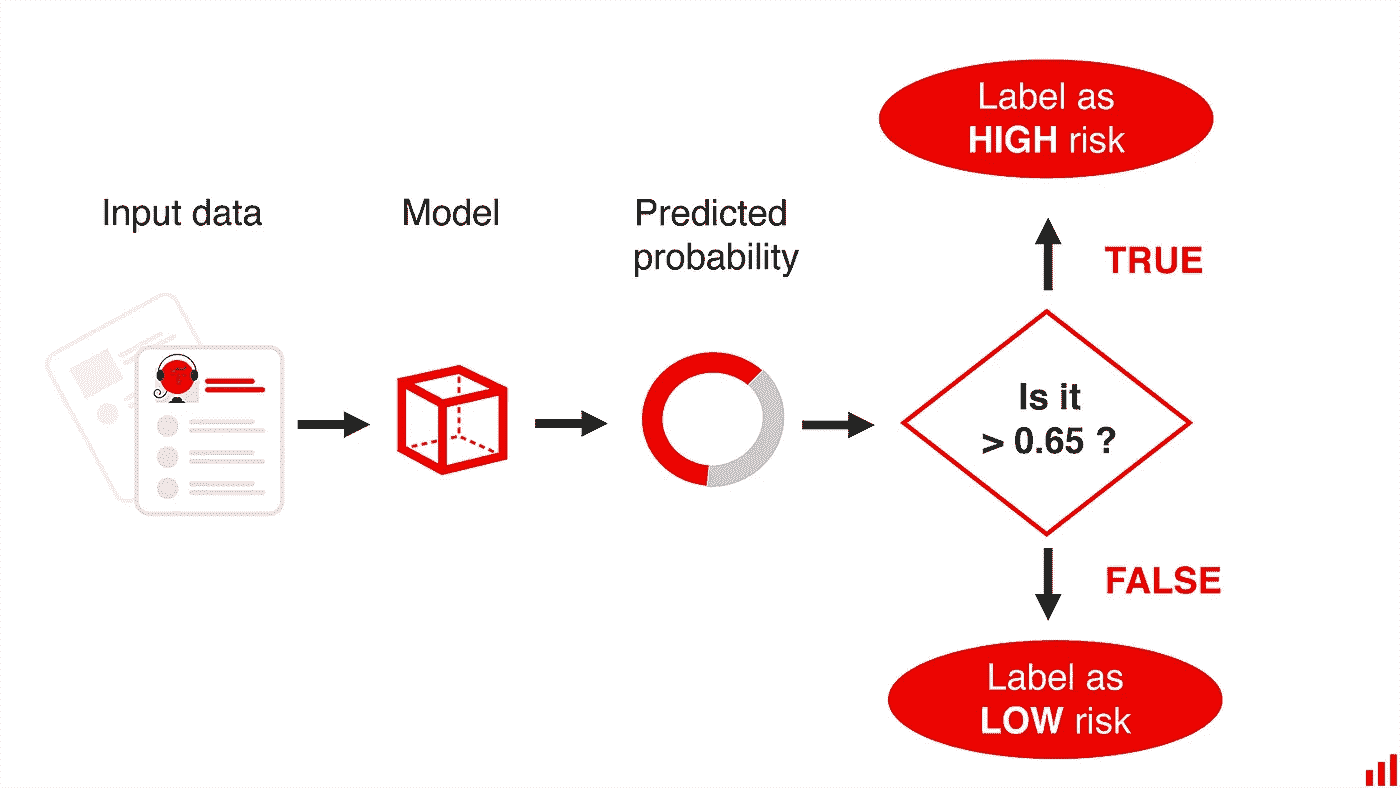 Input data
Model
Predicted
probability
Label as
HIGH risk
TRUE
Is it
> 0.65 ?
FALSE
Label as
LOW risk